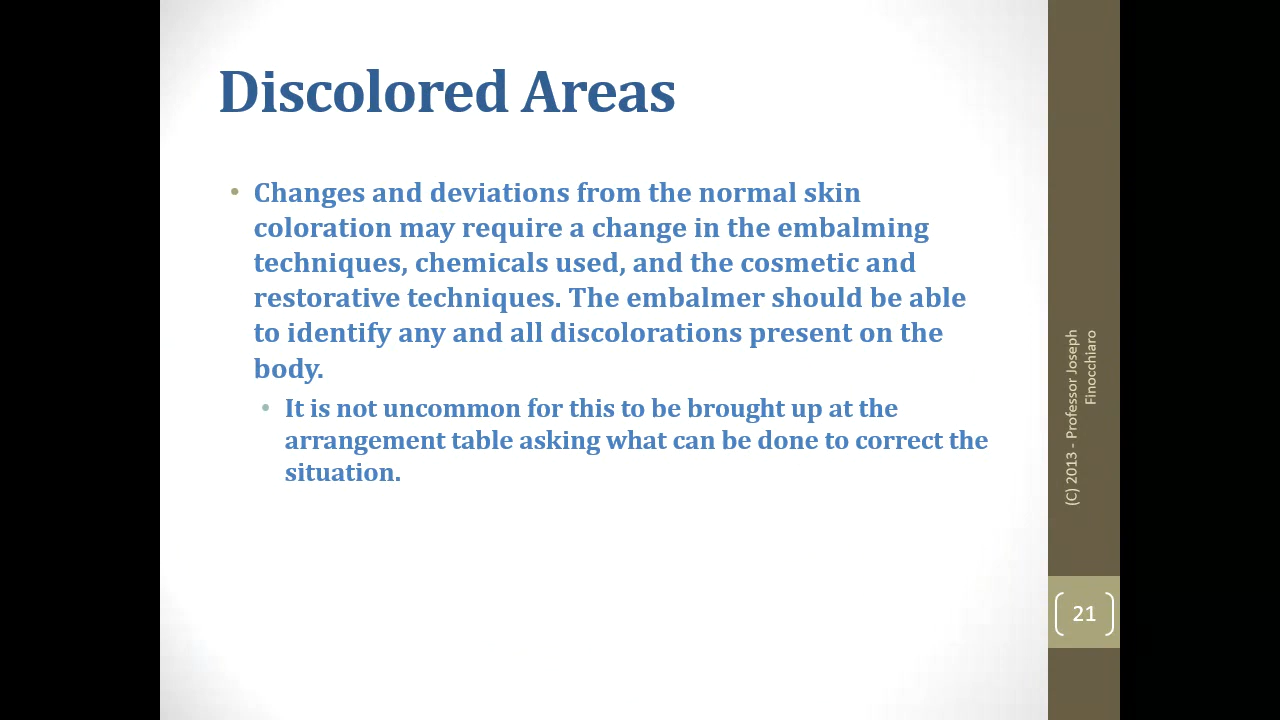 Discolored Areas
• Changes and deviations from the normal skin
coloration may require a change in the embalming
techniques, chemicals used, and the cosmetic and
restorative techniques. The embalmer should be able
to identify any and all discolorations present on the
body.
• It is not uncommon for this to be brought up at the
arrangement table asking what can be done to correct the
situation.
(C) 2013 - Professor Joseph
Finocchiaro
21